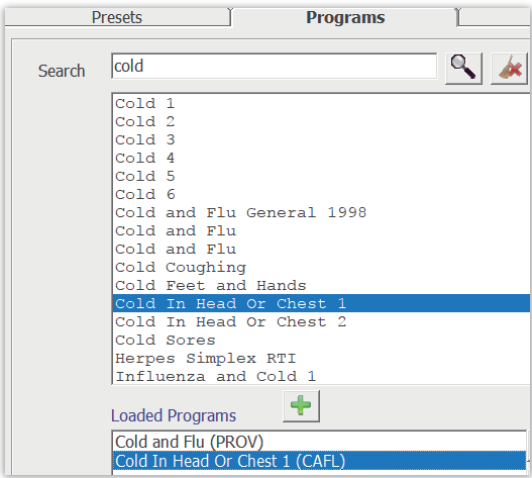 Presets
Programs
Search
cold
Cold 1
Cold 2
Cold 3
Cold 4
Cold 5
Cold 6
Cold and Flu General 1998
Cold and Flu
Cold and Flu
Cold Coughing
Cold Feet and Hands
Cold In Head Or Chest 1
Cold In Head Or Chest 2
Cold Sores
Herpes Simplex RTI
Influenza and Cold 1
Loaded Programs
Cold and Flu (PROV)
Cold In Head Or Chest 1 (CAFL)